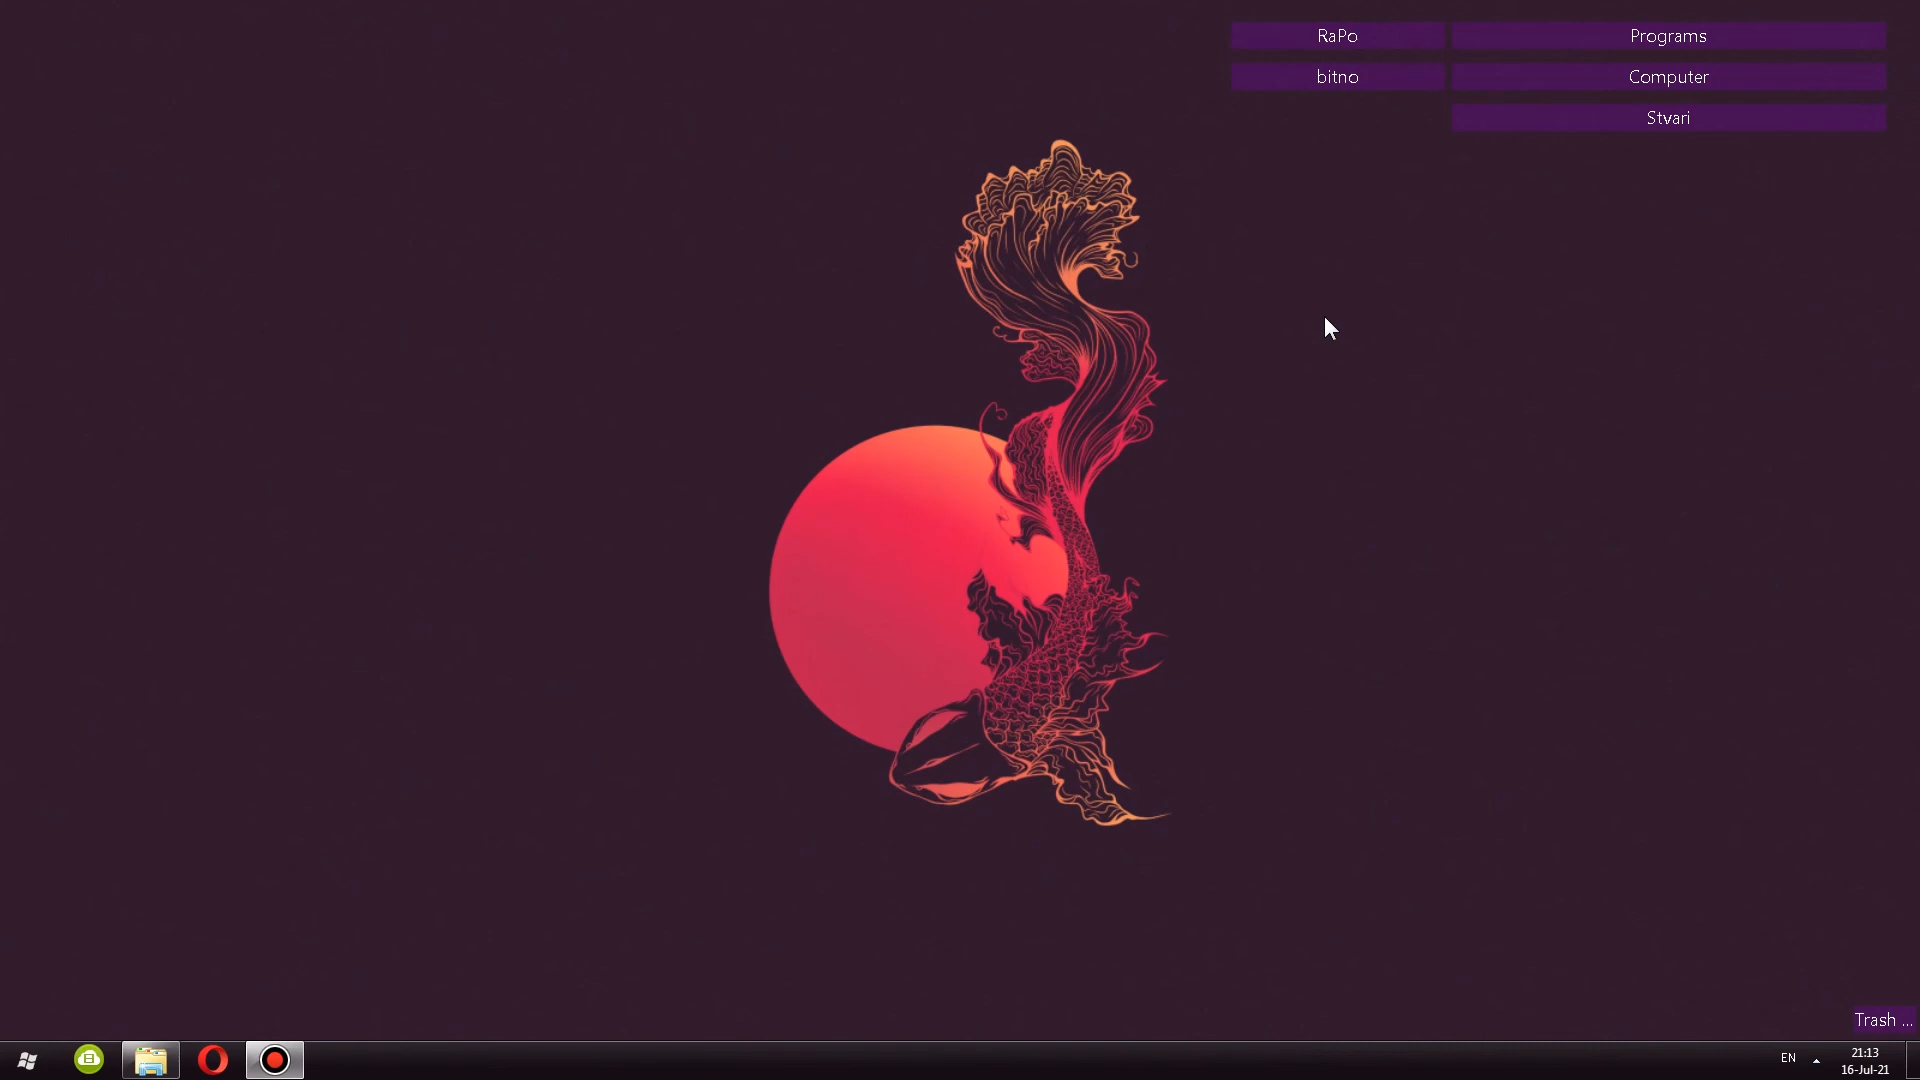 RaPo
Programs
bitno
Computer
Stvari
Trash ...
EN
21:13
16-Jul-21